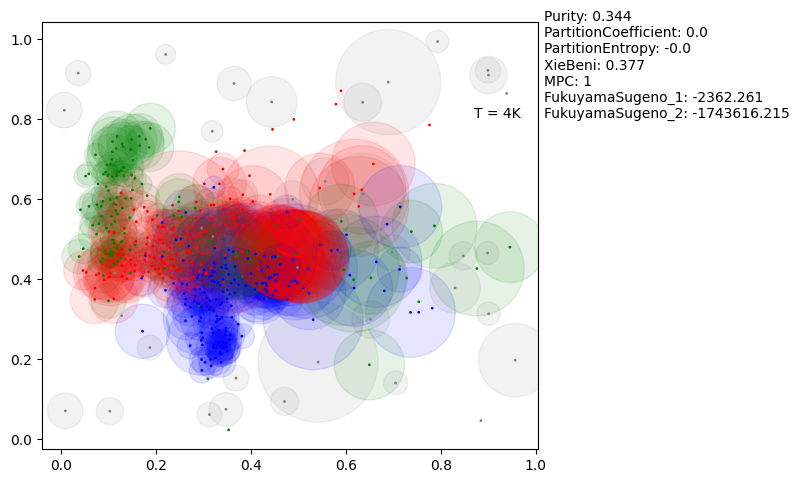 Purity: 0.344
PartitionCoefficient: 0.0
PartitionEntropy: -0.0
XieBeni: 0.377
MPC: 1
FukuyamaSugeno_1: -2362.261
FukuyamaSugeno_2: -1743616.215
T = 4K
1.0
0.8
0.6
0.4
0.2
0.0
0.0 0.2 0.4 0.6 0.8 1.0